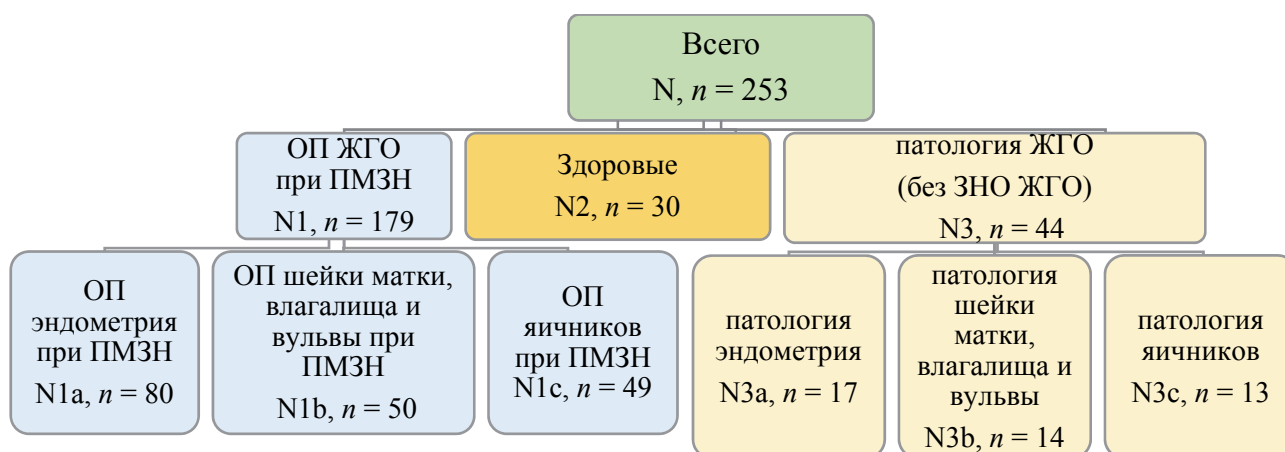 Всего
N, n = 253
ОП ЖГО
при ПМЗН
N1, n = 179
Здоровые
N2, n = 30
патология ЖГО
(без ЗНО ЖГО)
N3, n = 44
ОП
эндометрия
при ПМЗН
N1a, n = 80
ОП шейки матки,
влагалища и
вульвы при
ПМЗН
N1b, n = 50
ОП
яичников
при ПМЗН
N1c, n = 49
патология
эндометрия
N3a, n = 17
патология
шейки
матки,
влагалища и
вульвы
N3b, n = 14
патология
яичников
N3c, n = 13